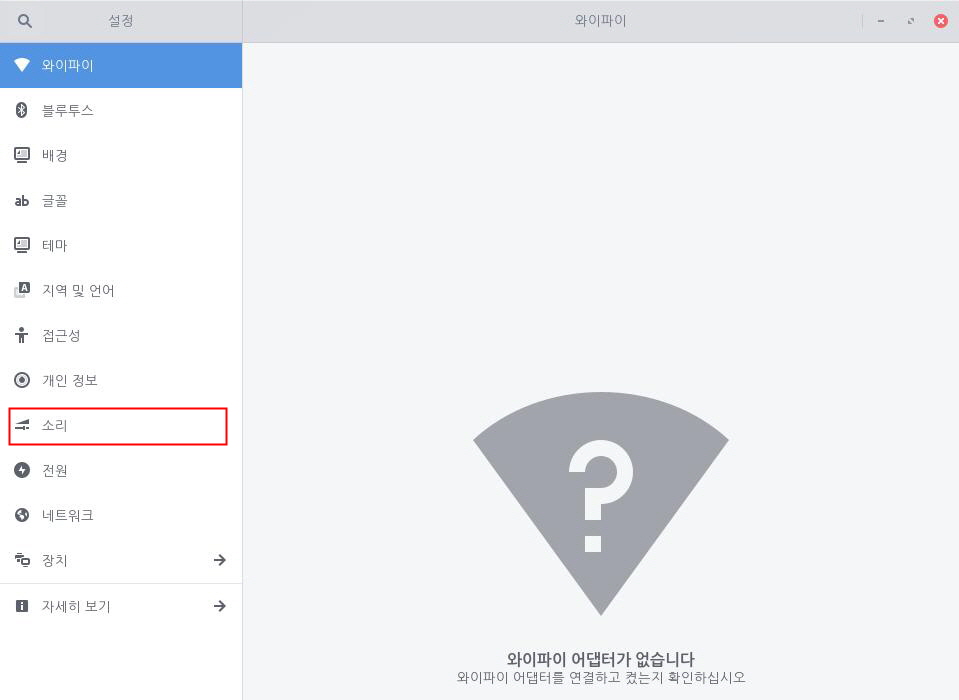 설정
와이파이
와이파이
블루투스
배경
ab 글꼴
테마
A 지역 및 언어
접근성
개인 정보
소리
전원
네트워크
장치
자세히 보기
?
와이파이 어댑터가 없습니다
와이파이 어댑터를 연결하고 켰는지 확인하십시오